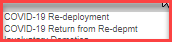 COVID-19 Re-deployment
COVID-19 Return from Re-depmt